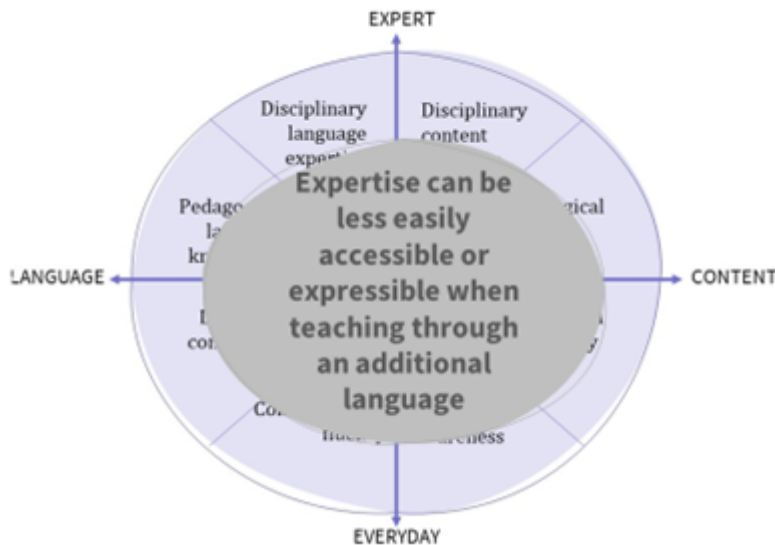 EXPERT
Disciplinary
language
Disciplinary
content
Expertise can be
less easily
accessible or
expressible when
teaching through
an additional
language
LANGUAGE
CONTENT
EVERYDAY